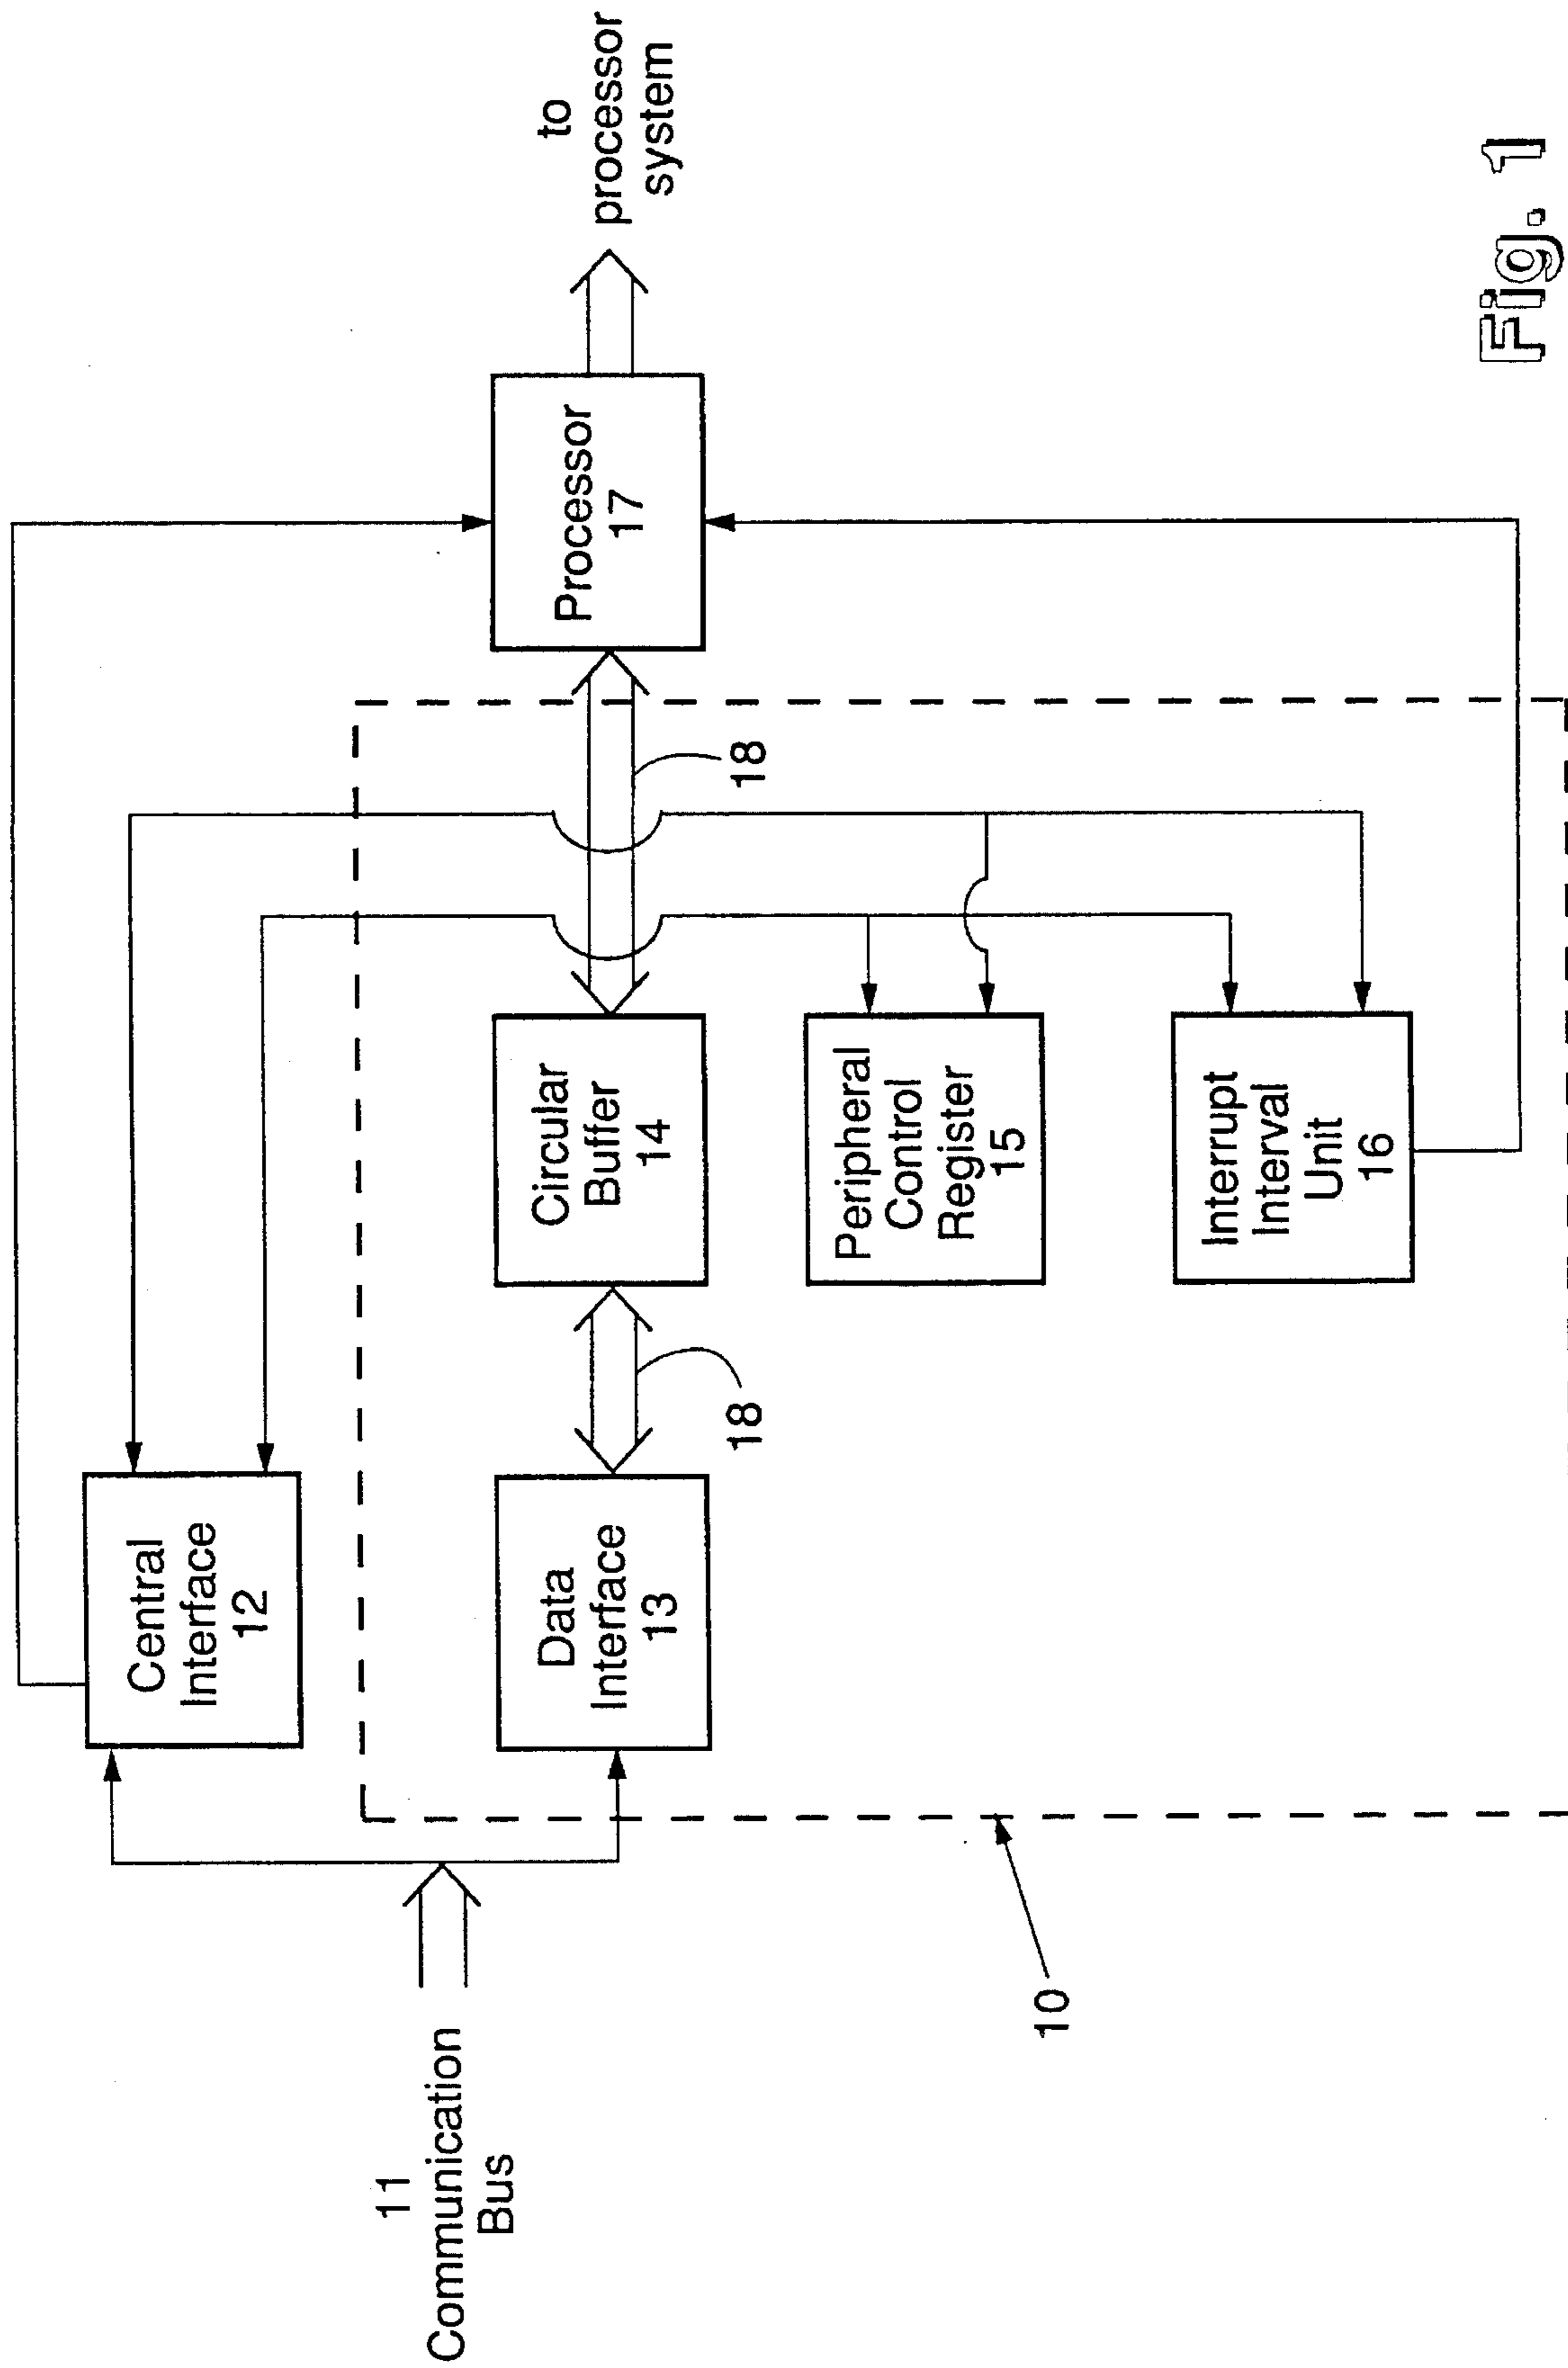 11
Communication
Bus
10
Central
Interface
12
Data
Interface
13
18
Circular
Buffer
14
Peripheral
Control
Register
15
Interrupt
Interval
Unit
16
18
Processor
17
to
processor
system
Fig. 1